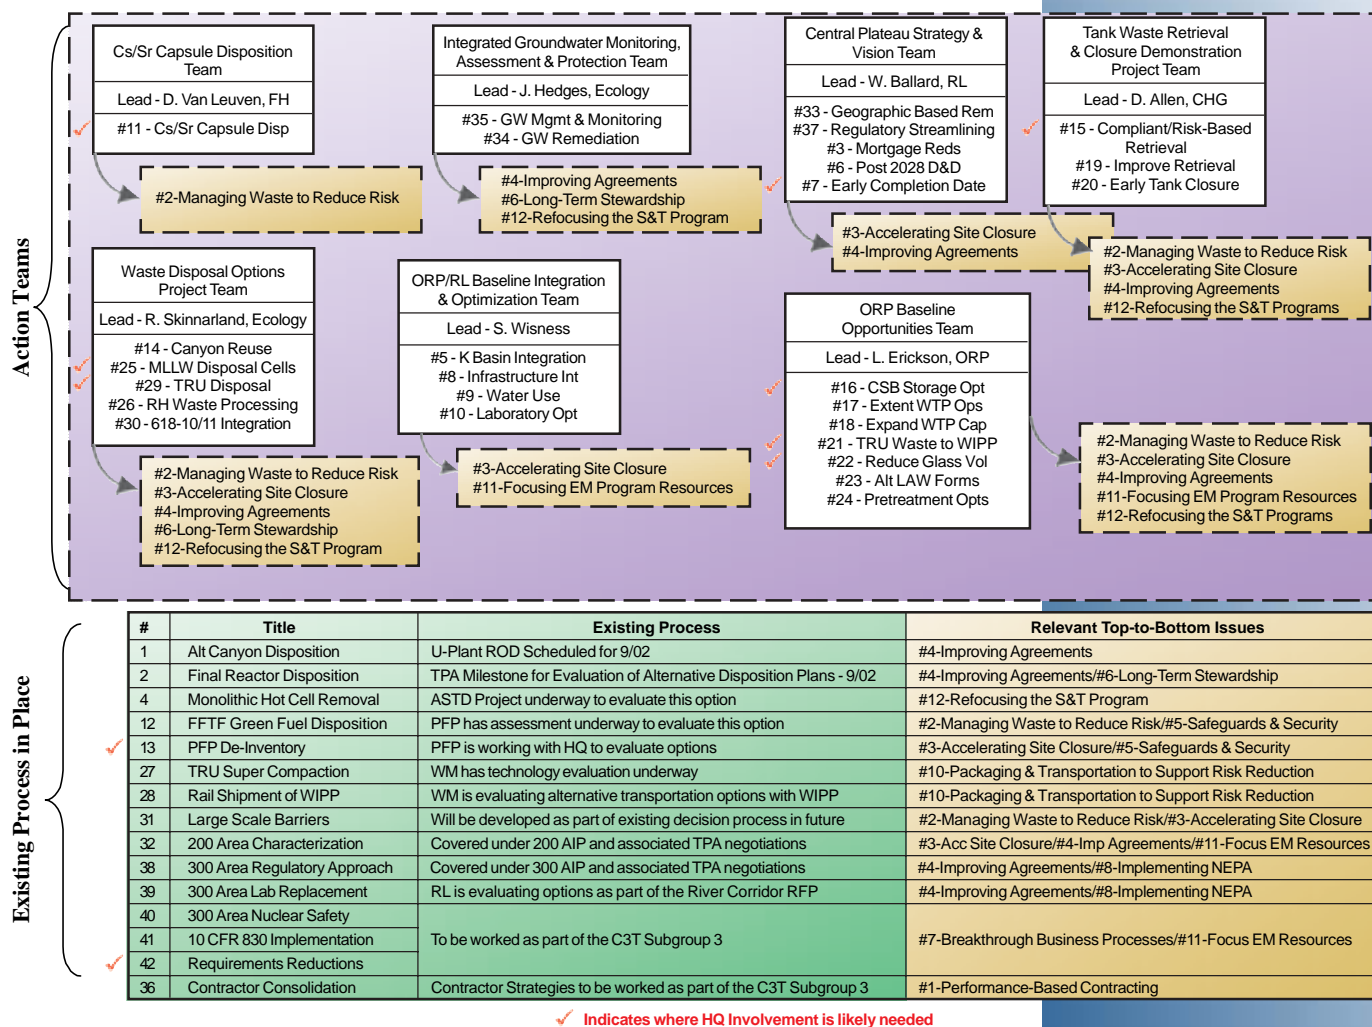 Action Teams
Cs/Sr Capsule Disposition
Team
Lead - D. Van Leuven, FH
#11 - Cs/Sr Capsule Disp
#2-Managing Waste to Reduce Risk
Integrated Groundwater Monitoring,
Assessment & Protection Team
Lead - J. Hedges, Ecology
#35 - GW Mgmt & Monitoring
#34 - GW Remediation
#4-Improving Agreements
#6-Long-Term Stewardship
#12-Refocusing the S&T Program
Central Plateau Strategy &
Vision Team
Lead - W. Ballard, RL
#33 - Geographic Based Rem
#37 - Regulatory Streamlining
#3 - Mortgage Reds
#6 - Post 2028 D&D
#7 - Early Completion Date
#3-Accelerating Site Closure
#4-Improving Agreements
Tank Waste Retrieval
& Closure Demonstration
Project Team
Lead - D. Allen, CHG
#15 - Compliant/Risk-Based
Retrieval
#19 - Improve Retrieval
#20 - Early Tank Closure
#2-Managing Waste to Reduce Risk
#3-Accelerating Site Closure
#4-Improving Agreements
#12-Refocusing the S&T Programs
Waste Disposal Options
Project Team
Lead - R. Skinnarland, Ecology
#14 - Canyon Reuse
#25 - MLLW Disposal Cells
#29 - TRU Disposal
#26 - RH Waste Processing
#30 - 618-10/11 Integration
#2-Managing Waste to Reduce Risk
#3-Accelerating Site Closure
#4-Improving Agreements
#6-Long-Term Stewardship
#12-Refocusing the S&T Program
ORP/RL Baseline Integration
& Optimization Team
Lead - S. Wisness
#5 - K Basin Integration
#8 - Infrastructure Int
#9 - Water Use
#10 - Laboratory Opt
#3-Accelerating Site Closure
#11-Focusing EM Program Resources
ORP Baseline
Opportunities Team
Lead - L. Erickson, ORP
#16 - CSB Storage Opt
#17 - Extent WTP Ops
#18 - Expand WTP Cap
#21 - TRU Waste to WIPP
#22 - Reduce Glass Vol
#23 - Alt LAW Forms
#24 - Pretreatment Opts
#2-Managing Waste to Reduce Risk
#3-Accelerating Site Closure
#4-Improving Agreements
#11-Focusing EM Program Resources
#12-Refocusing the S&T Programs
Existing Process in Place
# Title Existing Process Relevant Top-to-Bottom Issues
1 Alt Canyon Disposition U-Plant ROD Scheduled for 9/02 #4-Improving Agreements
2 Final Reactor Disposition TPA Milestone for Evaluation of Alternative Disposition Plans - 9/02 #4-Improving Agreements/#6-Long-Term Stewardship
4 Monolithic Hot Cell Removal ASTD Project underway to evaluate this option #12-Refocusing the S&T Program
12 FFTF Green Fuel Disposition PFP has assessment underway to evaluate this option #2-Managing Waste to Reduce Risk/#5-Safeguards & Security
13 PFP De-Inventory PFP is working with HQ to evaluate options #3-Accelerating Site Closure/#5-Safeguards & Security
27 TRU Super Compaction WM has technology evaluation underway #10-Packaging & Transportation to Support Risk Reduction
28 Rail Shipment of WIPP WM is evaluating alternative transportation options with WIPP #10-Packaging & Transportation to Support Risk Reduction
31 Large Scale Barriers Will be developed as part of existing decision process in future #2-Managing Waste to Reduce Risk/#3-Accelerating Site Closure
32 200 Area Characterization Covered under 200 AIP and associated TPA negotiations #3-Acc Site Closure/#4-Imp Agreements/#11-Focus EM Resources
38 300 Area Regulatory Approach Covered under 300 AIP and associated TPA negotiations #4-Improving Agreements/#8-Implementing NEPA
39 300 Area Lab Replacement RL is evaluating options as part of the River Corridor RFP #4-Improving Agreements/#8-Implementing NEPA
40 300 Area Nuclear Safety
41 10 CFR 830 Implementation To be worked as part of the C3T Subgroup 3 #7-Breakthrough Business Processes/#11-Focus EM Resources
42 Requirements Reductions
36 Contractor Consolidation Contractor Strategies to be worked as part of the C3T Subgroup 3 #1-Performance-Based Contracting
Indicates where HQ Involvement is likely needed